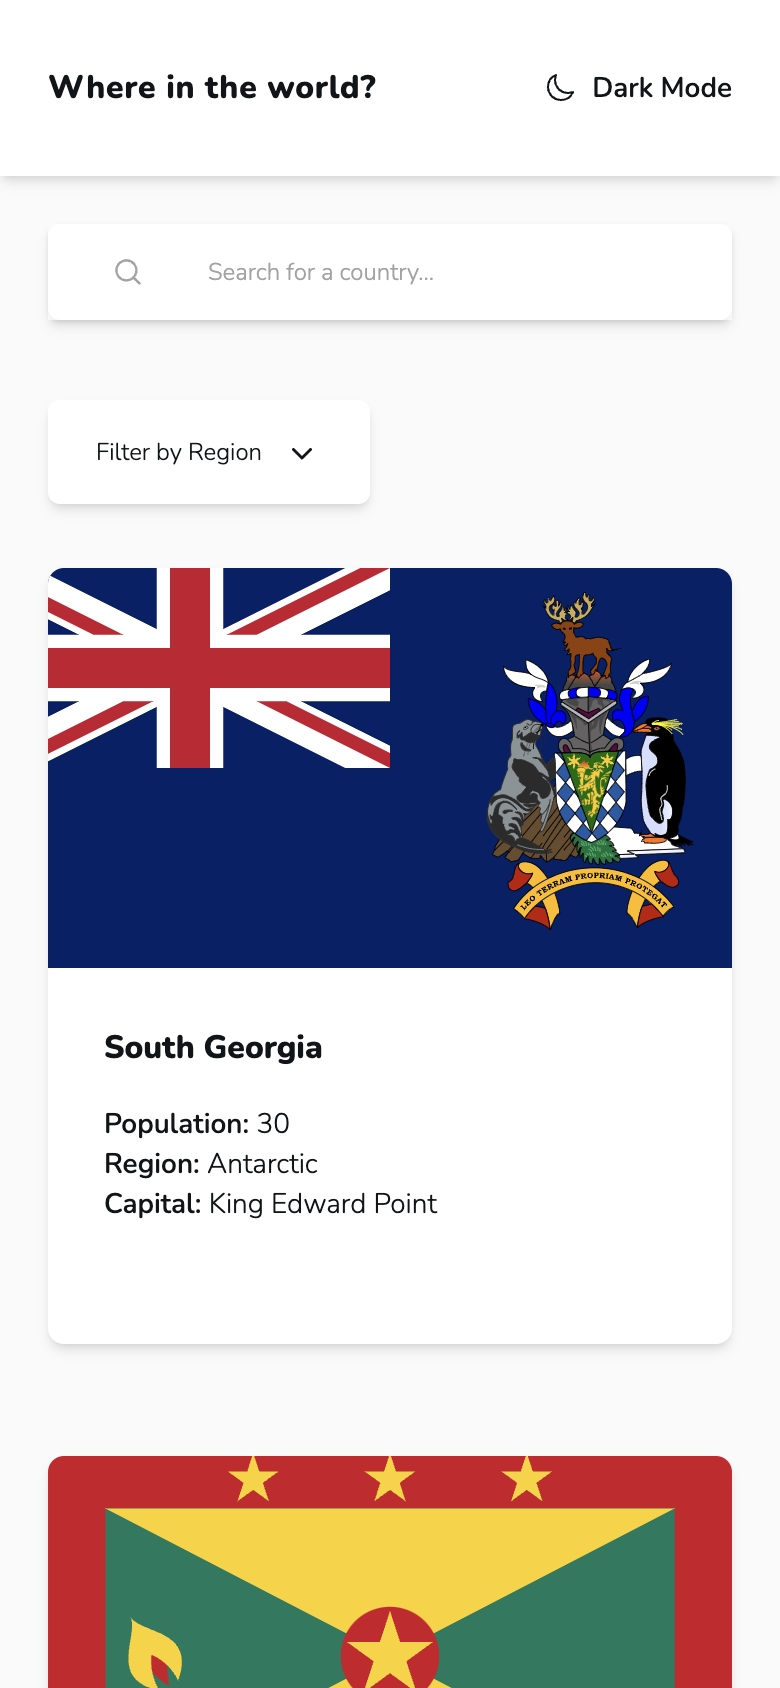 Where in the world?
Dark Mode
Search for a country...
Filter by Region
LEO TERRAM PROPRIAM PROTEGAT
South Georgia
Population: 30
Region: Antarctic
Capital: King Edward Point